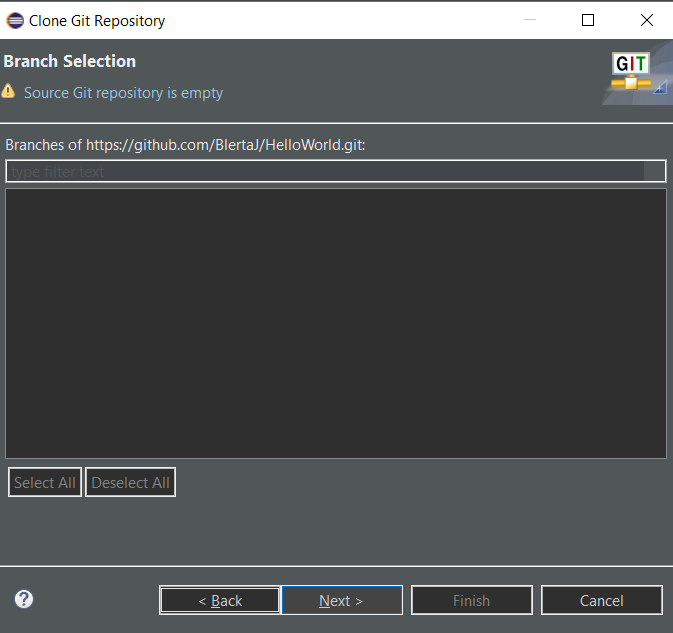 Clone Git Repository
Branch Selection
GIT
Source Git repository is empty
Branches of https://github.com/BlertaJ/HelloWorld.git:
type filter text
Select All Deselect All
? < Back Next > Finish Cancel